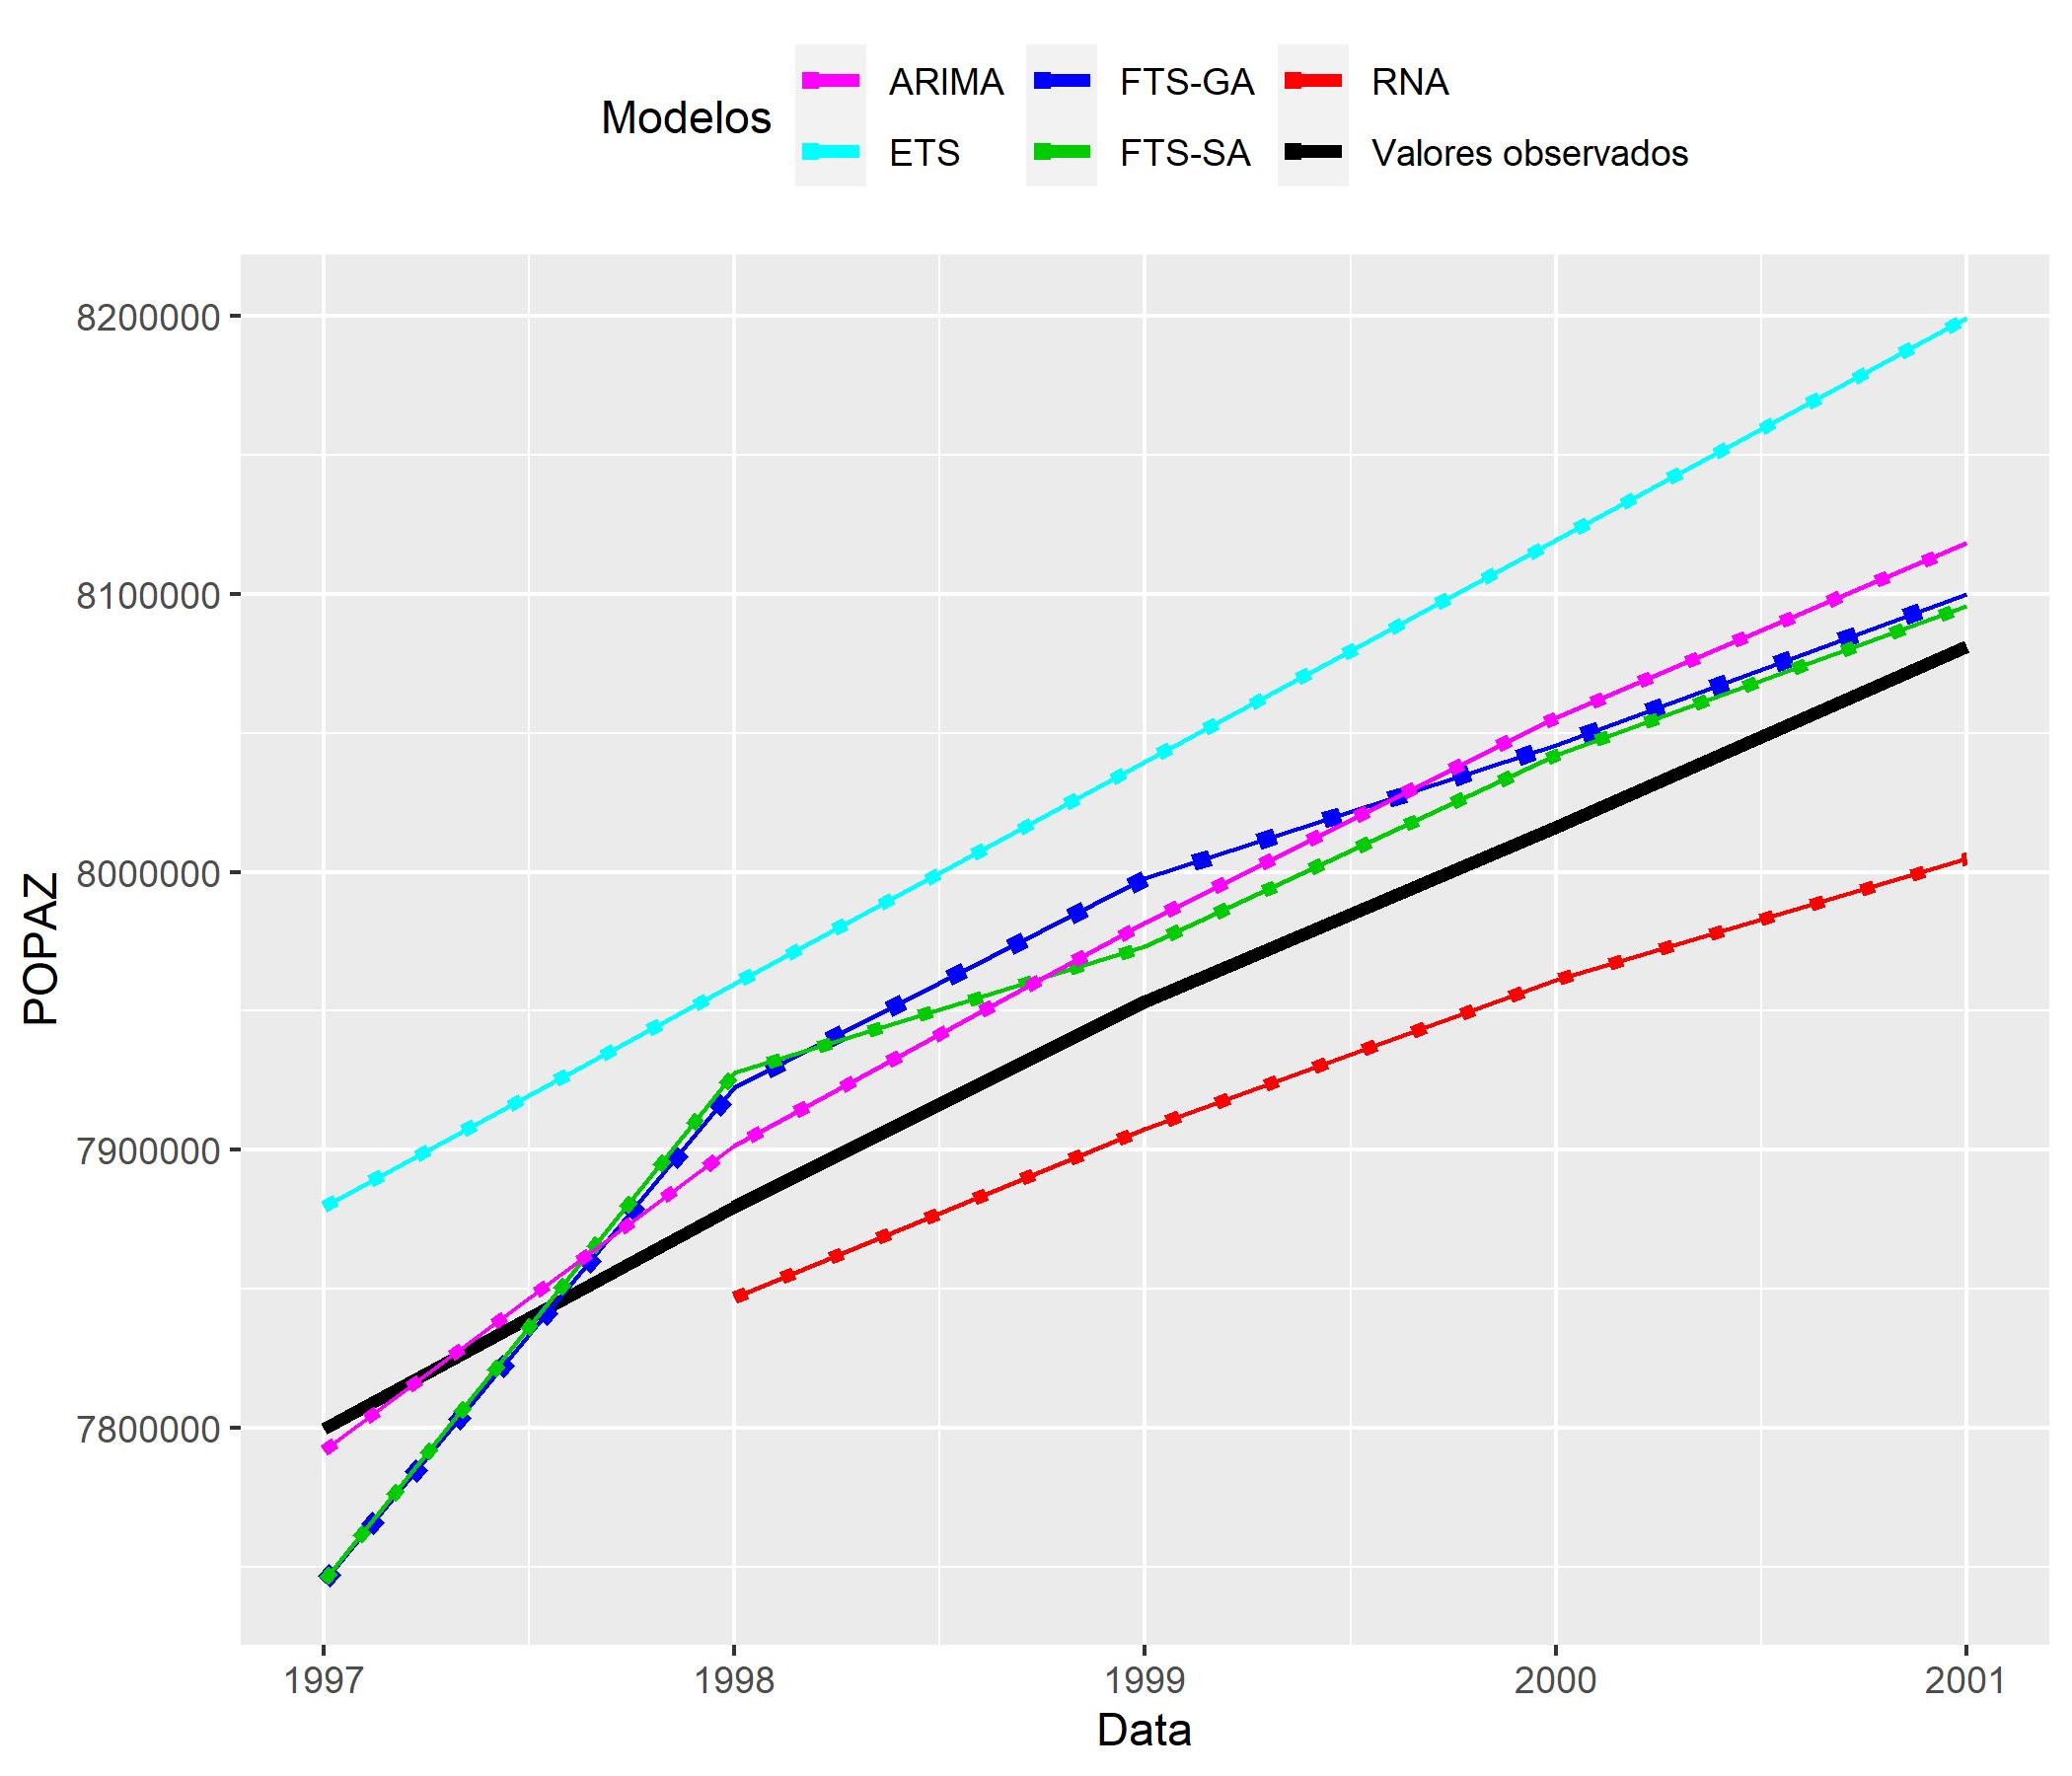 Modelos
ARIMA
FTS-GA
RNA
ETS
FTS-SA
Valores observados
8200000
8100000
8000000
7900000
7800000
POPAZ
1997
1998
1999
2000
2001
Data